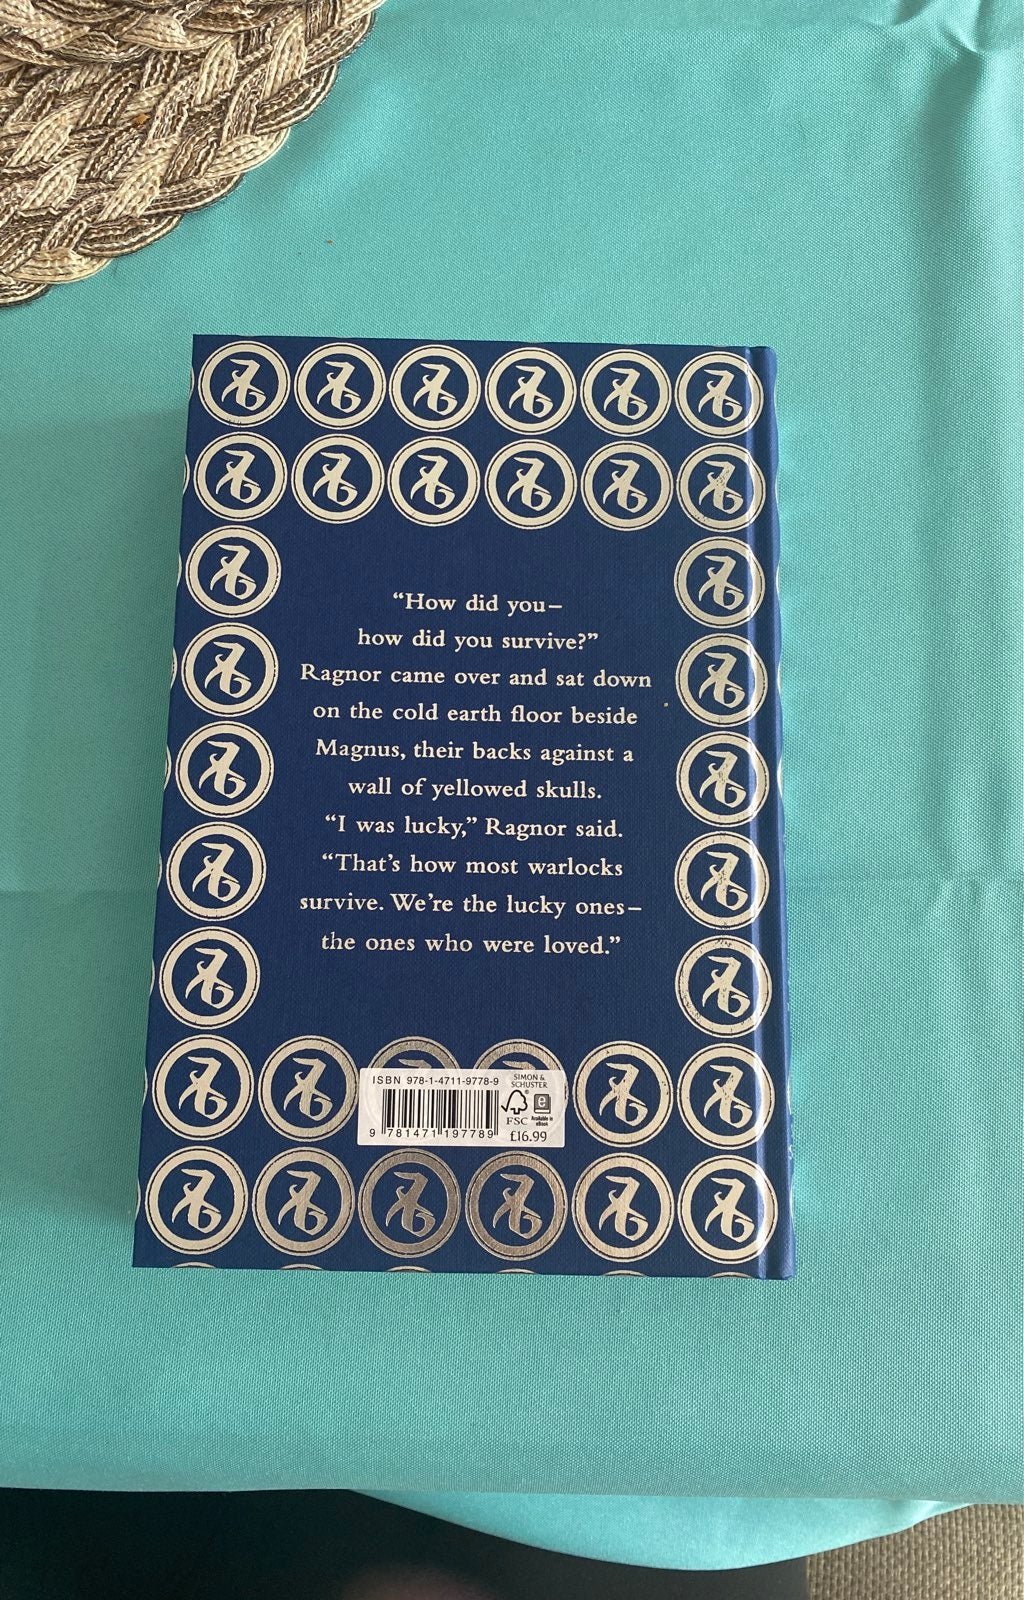 “How did you—
how did you survive?”
Ragnor came over and sat down
on the cold earth floor beside
Magnus, their backs against a
wall of yellowed skulls.
“I was lucky,” Ragnor said.
“That’s how most warlocks
survive. We’re the lucky ones—
the ones who were loved.”
ISBN 978-1-4711-9778-9
9 781471 197789
SIMON &
SCHUSTER
FSC
Available in
eBook
£16.99